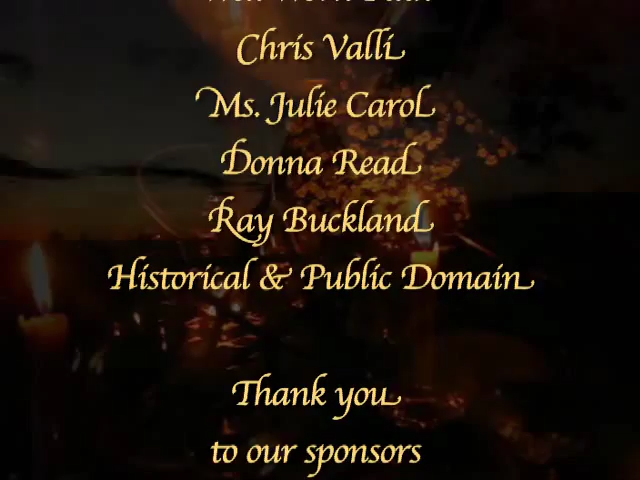 Chris Valli
Ms. Julie Carol
Donna Read
Ray Buckland
Historical & Public Domain
Thank you
to our sponsors